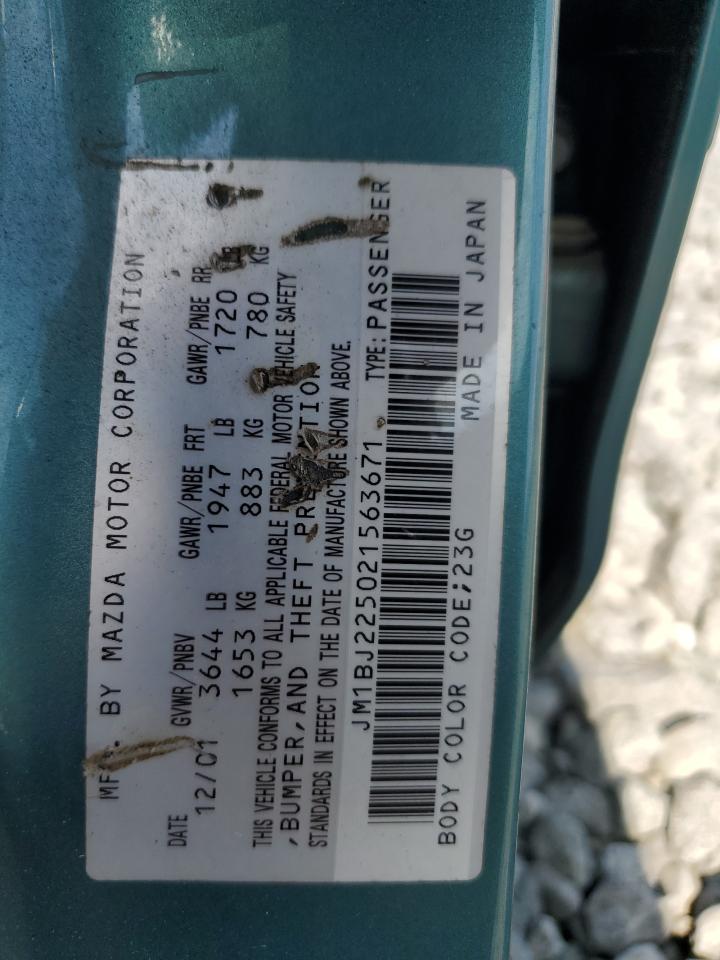 MFD. BY MAZDA MOTOR CORPORATION
DATE GVWR/PNBV GAWR/PNBE FRT GAWR/PNBE RR
12/01 3644 LB 1947 LB 1720 LB
1653 KG 883 KG 780 KG
THIS VEHICLE CONFORMS TO ALL APPLICABLE FEDERAL MOTOR VEHICLE SAFETY
,BUMPER,AND THEFT PREVENTION
STANDARDS IN EFFECT ON THE DATE OF MANUFACTURE SHOWN ABOVE.
JM1BJ225021563671 TYPE:PASSENGER
BODY COLOR CODE;23G MADE IN JAPAN